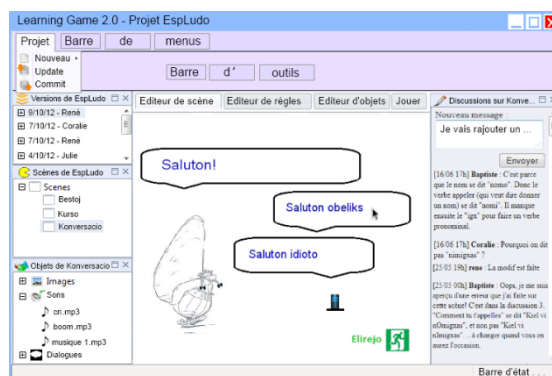 Learning Game 2.0 - Projet EspLudo
Projet Barre de menus
Nouveau
Update
Commit
Barre d' outils
Versions de EspLudo
9/10/12 - René
7/10/12 - Coralie
7/10/12 - René
4/10/12 - Julie
Scènes de EspLudo
Scenes
Bestoj
Kurso
Konversacio
Objets de Konversacio
Images
Sons
cri.mp3
boom.mp3
musique 1.mp3
Dialogues
Editeur de scène Editeur de règles Editeur d'objets Jouer
Saluton!
Saluton obeliks
Saluton idioto
Elirejo
Discussions sur Konve...
Nouveau message :
Je vais rajouter un ...
Envoyer
[16/06 17h] Baptiste : C'est parce
que le nom se dit "nomo". Donc le
verbe appeler (qui veut dire donner
un nom) se dit "nomi". Il manque
ensuite le "igx" pour faire un verbe
pronominal.
[16/06 17h] Coralie : Pourquoi on dit
pas "nimignas" ?
[25/05 19h] rene : La modif est faite
[25/05 00h] Baptiste : Oops, je me suis
aperçu d'une erreur que j'ai faite sur
cette scène! C'est dans la discussion 3.
"Comment tu t'appelles" se dit "Kiel vi
nOmignas", et non pas "Kiel vi
nImignas". ...à changer quand vous en
aurez l'occasion.
Barre d'état . . .